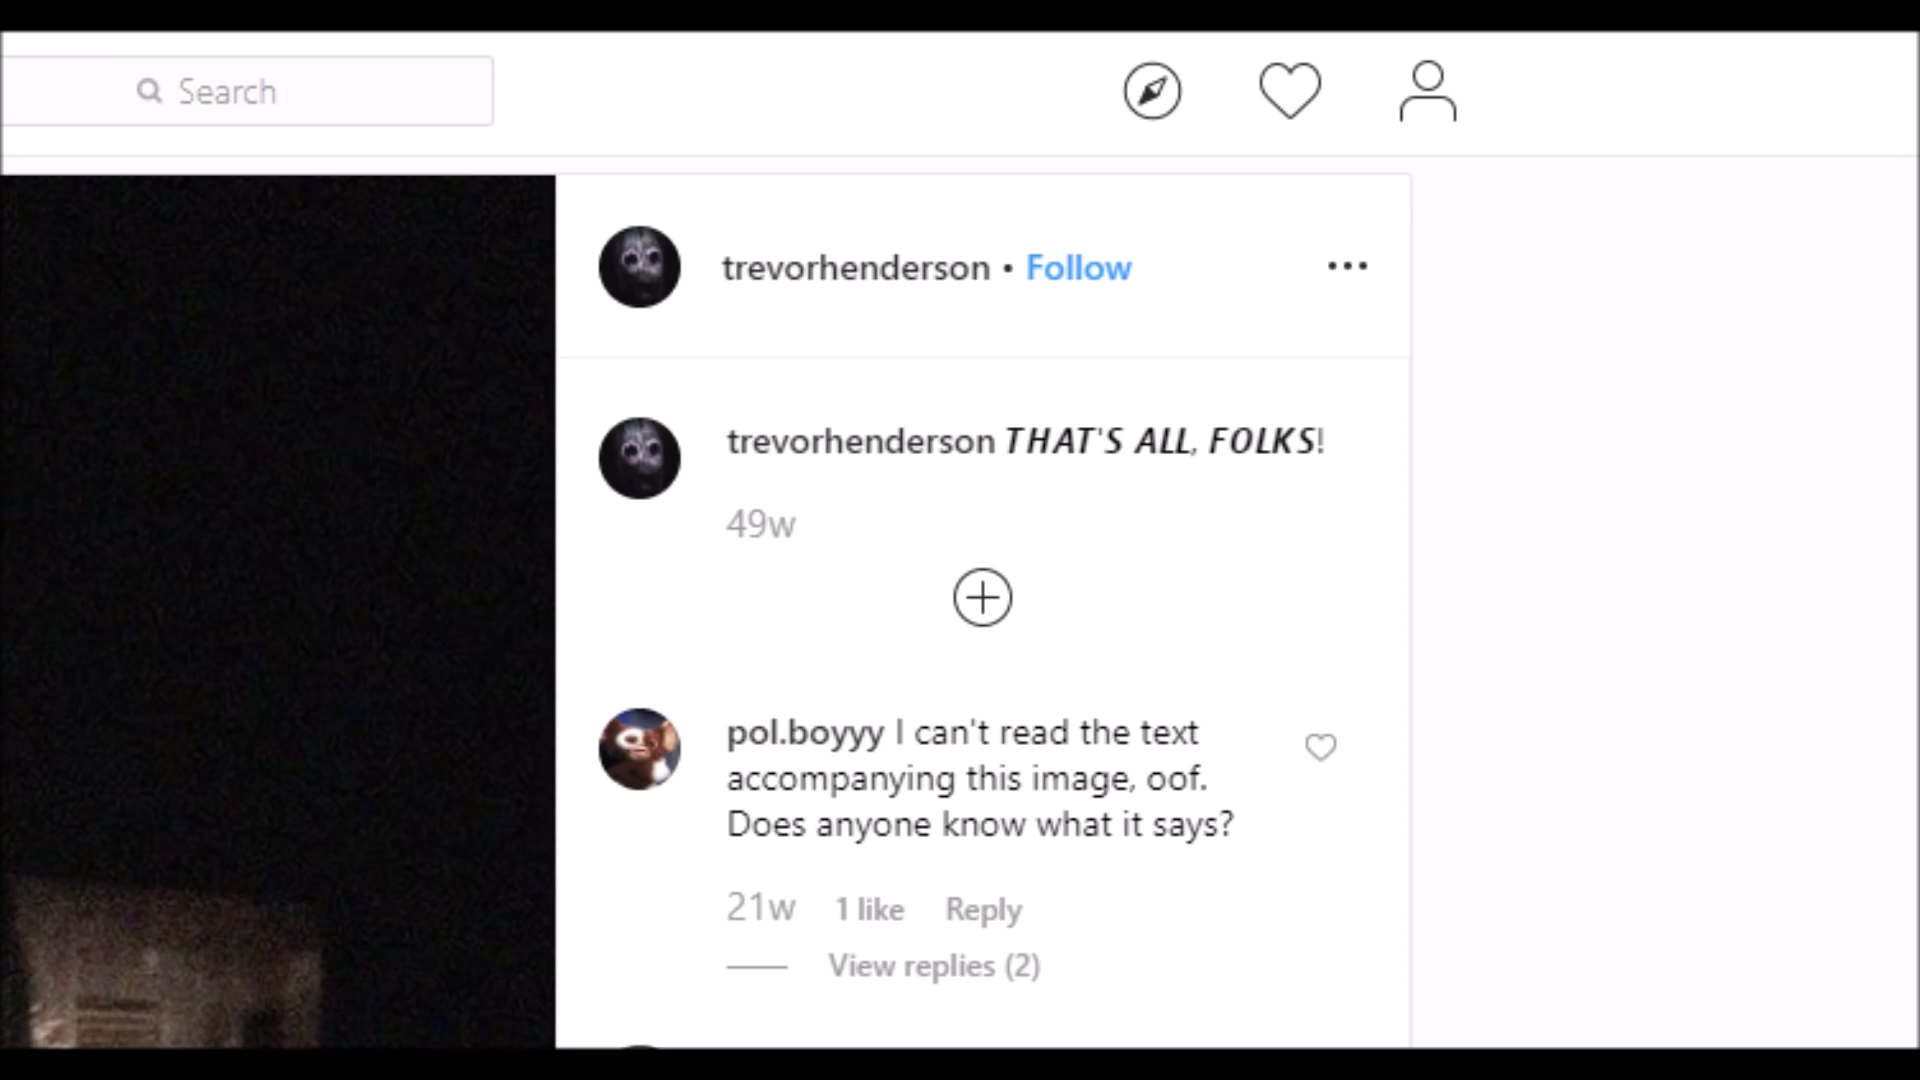 Search
trevorhenderson • Follow
trevorhenderson THAT'S ALL, FOLKS!
49w
pol.boyyy I can't read the text
accompanying this image, oof.
Does anyone know what it says?
21w 1 like Reply
View replies (2)